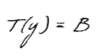 T(y) = B